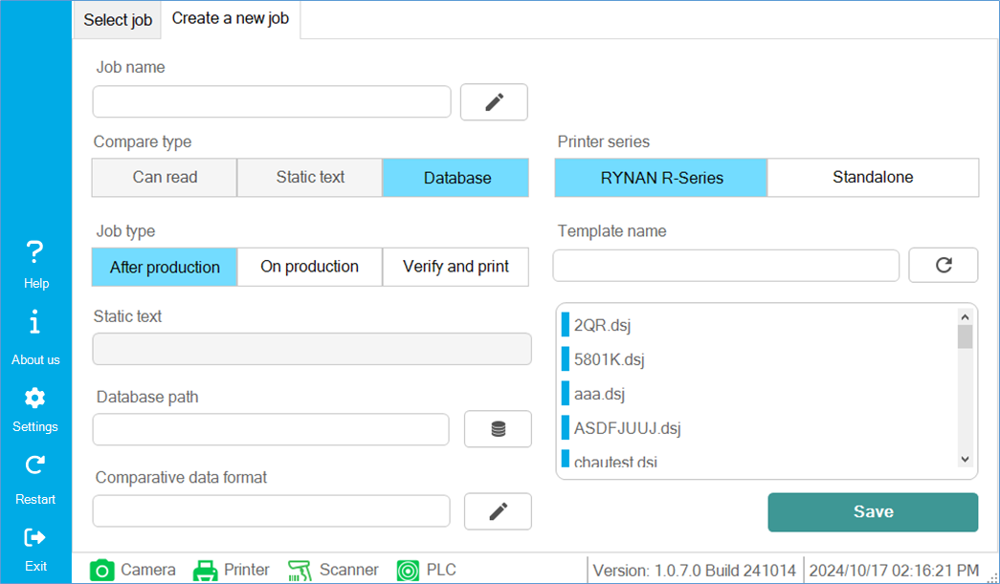 Select job
Create a new job
Job name
Compare type
Can read
Static text
Database
Printer series
RYNAN R-Series
Standalone
Job type
After production
On production
Verify and print
Template name
Static text
2QR.dsj
5801K.dsj
aaa.dsj
ASDFJUUJ.dsj
chautest.dsj
Database path
Comparative data format
Save
Help
About us
Settings
Restart
Exit
Camera
Printer
Scanner
PLC
Version: 1.0.7.0 Build 241014
2024/10/17 02:16:21 PM